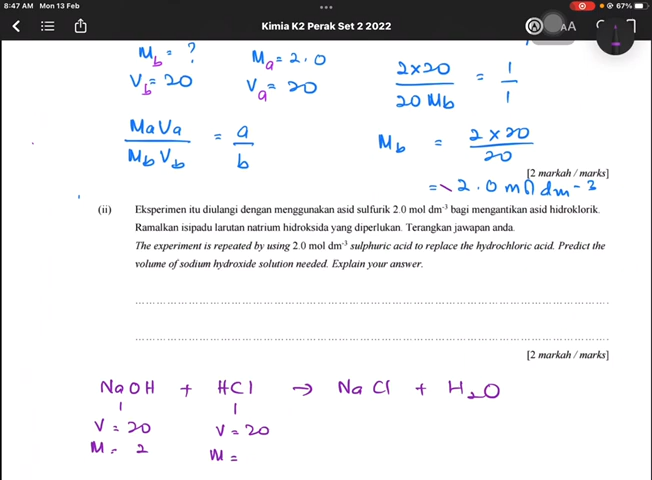 8:47 AM Mon 13 Feb
67%
Kimia K2 Perak Set 2 2022
AA
Mb = ?
Vb = 20
Ma = 2.0
Va = 20
2×20 / 20 Mb = 1 / 1
MaVa / MbVb = a / b
Mb = 2 × 20 / 20
[2 markah / marks]
= 2.0 mol dm-3
(ii) Eksperimen itu diulangi dengan menggunakan asid sulfurik 2.0 mol dm⁻³ bagi mengantikan asid hidroklorik.
Ramalkan isipadu larutan natrium hidroksida yang diperlukan. Terangkan jawapan anda.
The experiment is repeated by using 2.0 mol dm⁻³ sulphuric acid to replace the hydrochloric acid. Predict the
volume of sodium hydroxide solution needed. Explain your answer.
[2 markah / marks]
NaOH + HCl → NaCl + H2O
V = 20 V = 20
M = 2 M =